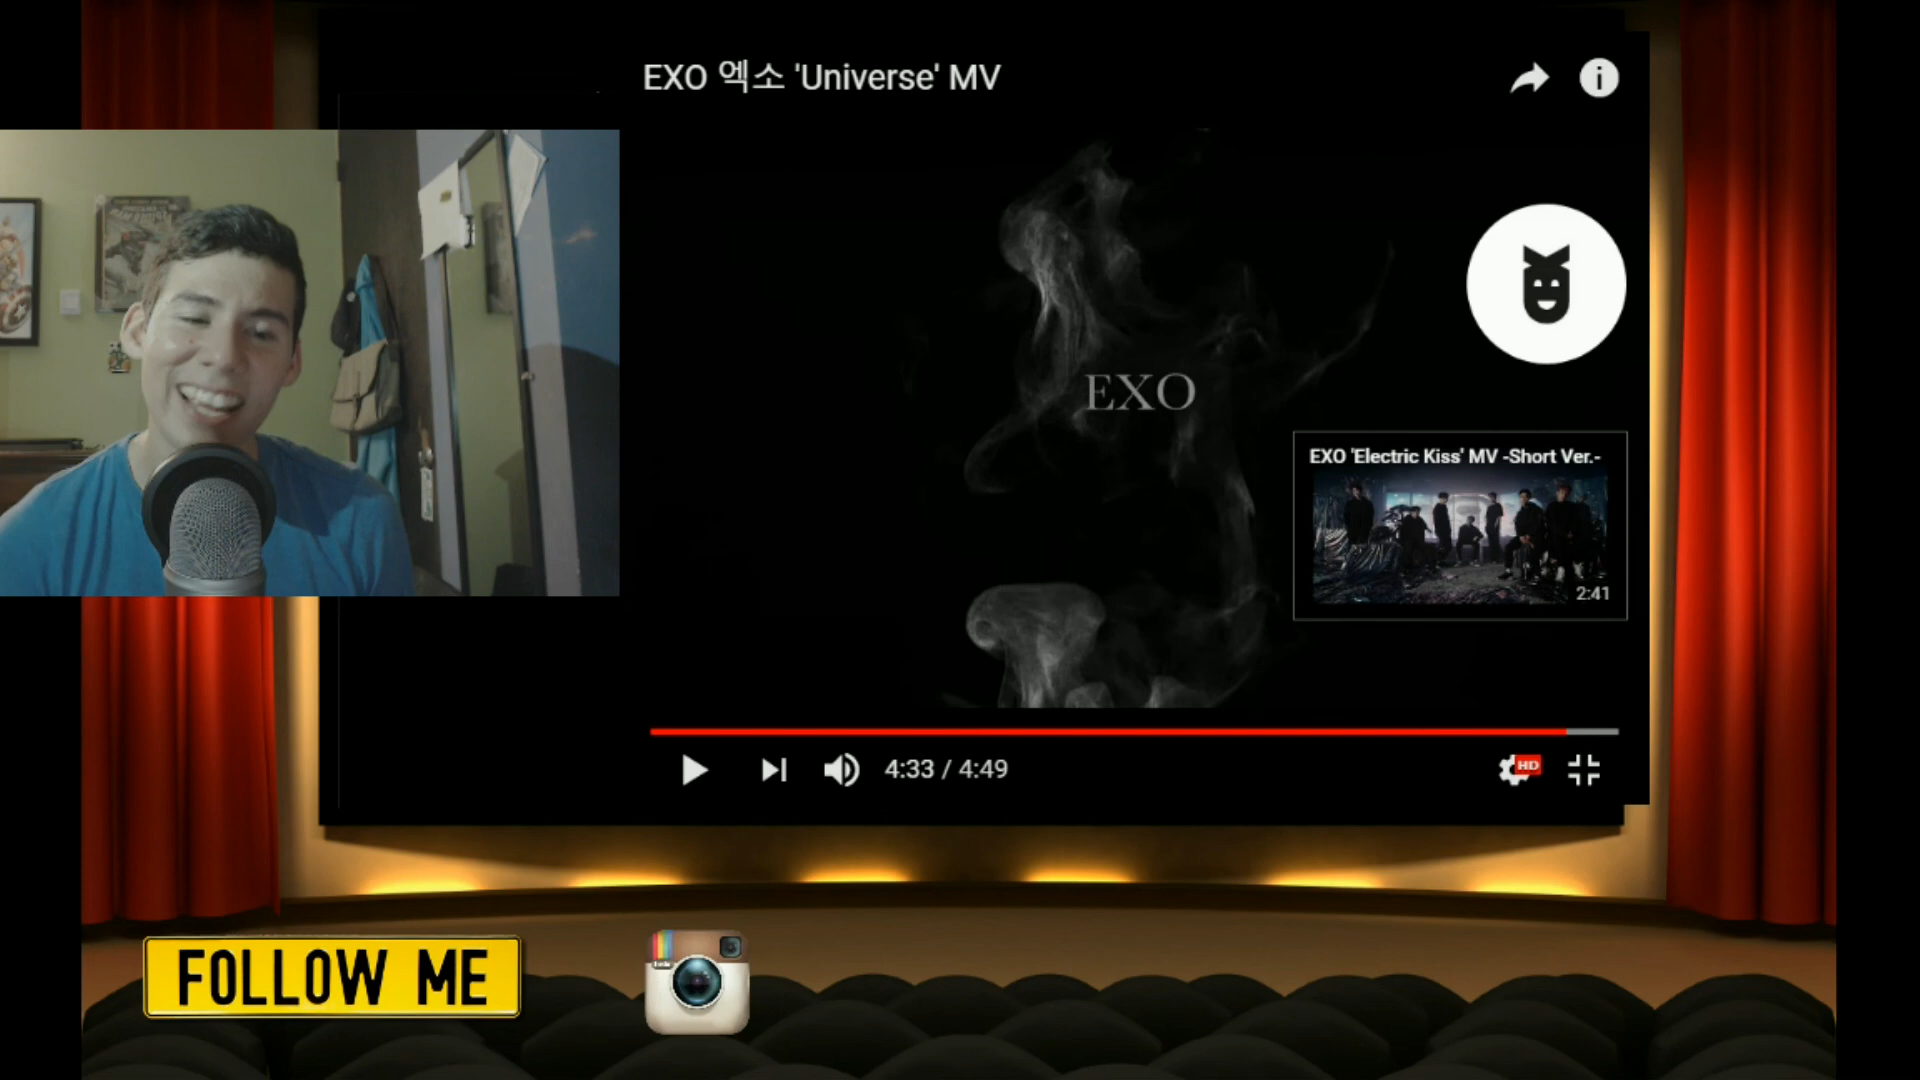 EXO 엑소 'Universe' MV
EXO
EXO 'Electric Kiss' MV -Short Ver.-
2:41
4:33 / 4:49
HD
FOLLOW ME